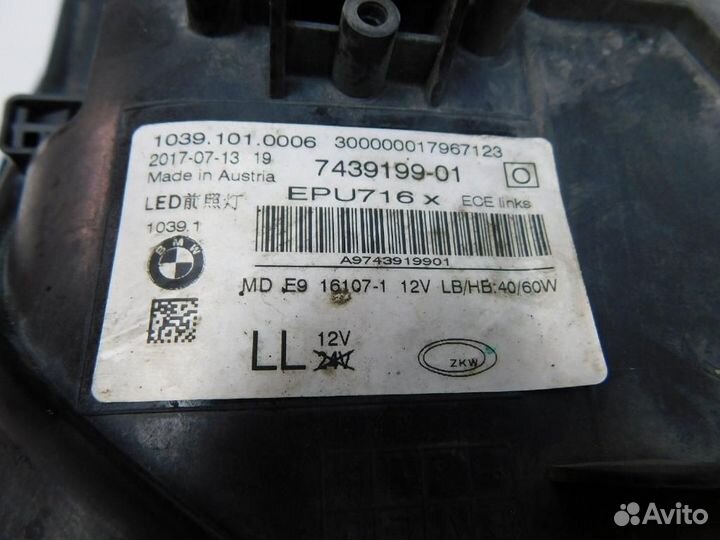 1039.101.0006 300000017967123
2017-07-13 19 7439199-01
Made in Austria
EPU716 x ECE links
LED前照灯
1039.1
BMW
A9743919901
MD E9 16107-1 12V LB/HB:40/60W
LL 12V
24V
ZKW
Avito